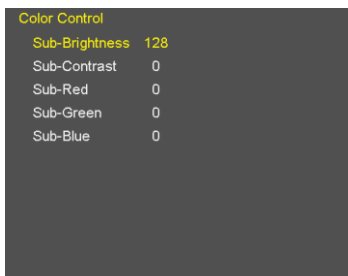 Color Control
Sub-Brightness 128
Sub-Contrast 0
Sub-Red 0
Sub-Green 0
Sub-Blue 0